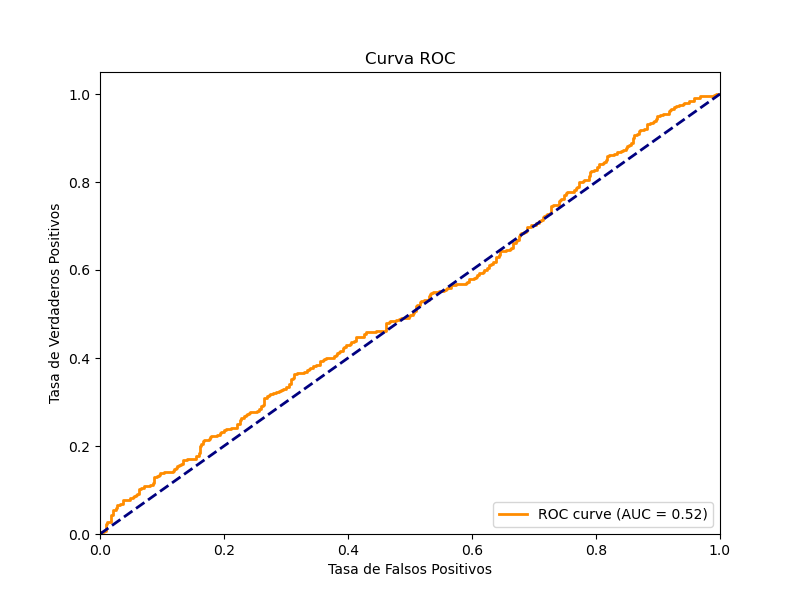 Curva ROC
1.0
0.8
0.6
0.4
0.2
0.0
Tasa de Verdaderos Positivos
ROC curve (AUC = 0.52)
0.0 0.2 0.4 0.6 0.8 1.0
Tasa de Falsos Positivos